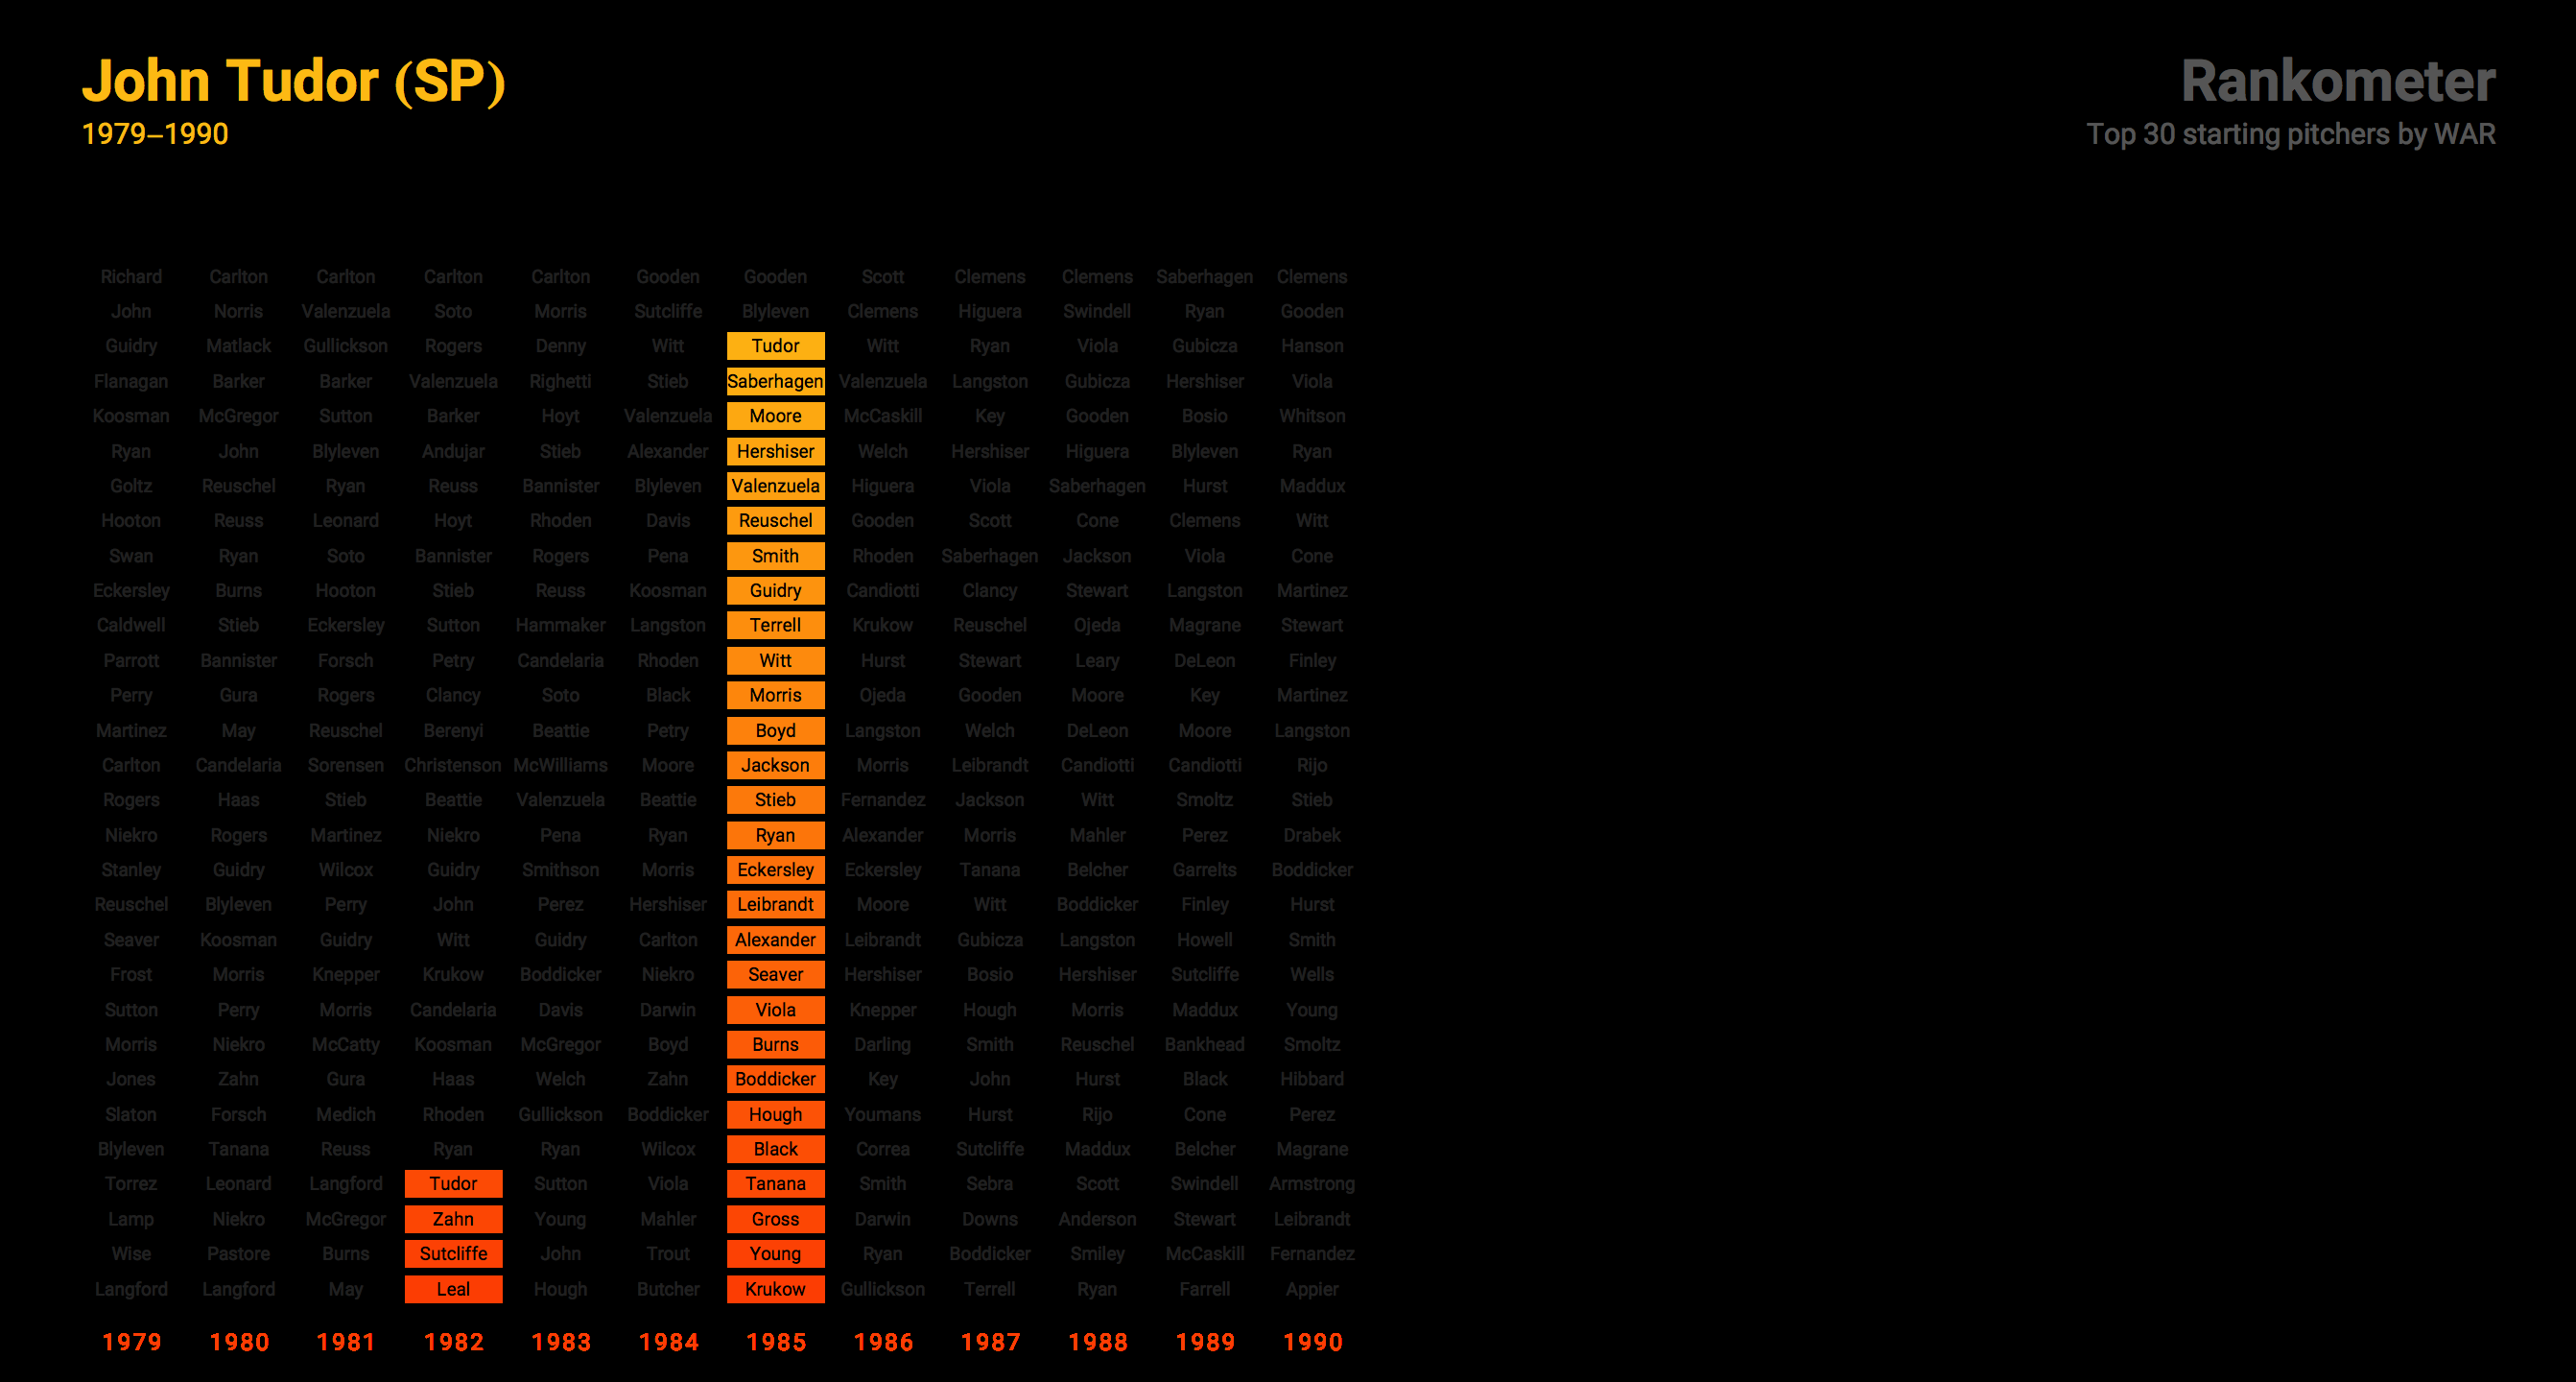 John Tudor (SP)
1979–1990
Rankometer
Top 30 starting pitchers by WAR
Richard Carlton Carlton Carlton Carlton Gooden Gooden Scott Clemens Clemens Saberhagen Clemens
John Norris Valenzuela Soto Morris Sutcliffe Blyleven Clemens Higuera Swindell Ryan Gooden
Guidry Matlack Gullickson Rogers Denny Witt Tudor Witt Ryan Viola Gubicza Hanson
Flanagan Barker Barker Valenzuela Righetti Stieb Saberhagen Valenzuela Langston Gubicza Hershiser Viola
Koosman McGregor Sutton Barker Hoyt Valenzuela Moore McCaskill Key Gooden Bosio Whitson
Ryan John Blyleven Andujar Stieb Alexander Hershiser Welch Hershiser Higuera Blyleven Ryan
Goltz Reuschel Ryan Reuss Bannister Blyleven Valenzuela Higuera Viola Saberhagen Hurst Maddux
Hooton Reuss Leonard Hoyt Rhoden Davis Reuschel Gooden Scott Cone Clemens Witt
Swan Ryan Soto Bannister Rogers Pena Smith Rhoden Saberhagen Jackson Viola Cone
Eckersley Burns Hooton Stieb Reuss Koosman Guidry Candiotti Clancy Stewart Langston Martinez
Caldwell Stieb Eckersley Sutton Hammaker Langston Terrell Krukow Reuschel Ojeda Magrane Stewart
Parrott Bannister Forsch Petry Candelaria Rhoden Witt Hurst Stewart Leary DeLeon Finley
Perry Gura Rogers Clancy Soto Black Morris Ojeda Gooden Moore Key Martinez
Martinez May Reuschel Berenyi Beattie Petry Boyd Langston Welch DeLeon Moore Langston
Carlton Candelaria Sorensen Christenson McWilliams Moore Jackson Morris Leibrandt Candiotti Candiotti Rijo
Rogers Haas Stieb Beattie Valenzuela Beattie Stieb Fernandez Jackson Witt Smoltz Stieb
Niekro Rogers Martinez Niekro Pena Ryan Ryan Alexander Morris Mahler Perez Drabek
Stanley Guidry Wilcox Guidry Smithson Morris Eckersley Eckersley Tanana Belcher Garrelts Boddicker
Reuschel Blyleven Perry John Perez Hershiser Leibrandt Moore Witt Boddicker Finley Hurst
Seaver Koosman Guidry Witt Guidry Carlton Alexander Leibrandt Gubicza Langston Howell Smith
Frost Morris Knepper Krukow Boddicker Niekro Seaver Hershiser Bosio Hershiser Sutcliffe Wells
Sutton Perry Morris Candelaria Davis Darwin Viola Knepper Hough Morris Maddux Young
Morris Niekro McCatty Koosman McGregor Boyd Burns Darling Smith Reuschel Bankhead Smoltz
Jones Zahn Gura Haas Welch Zahn Boddicker Key John Hurst Black Hibbard
Slaton Forsch Medich Rhoden Gullickson Boddicker Hough Youmans Hurst Rijo Cone Perez
Blyleven Tanana Reuss Ryan Ryan Wilcox Black Correa Sutcliffe Maddux Belcher Magrane
Torrez Leonard Langford Tudor Sutton Viola Tanana Smith Sebra Scott Swindell Armstrong
Lamp Niekro McGregor Zahn Young Mahler Gross Darwin Downs Anderson Stewart Leibrandt
Wise Pastore Burns Sutcliffe John Trout Young Ryan Boddicker Smiley McCaskill Fernandez
Langford Langford May Leal Hough Butcher Krukow Gullickson Terrell Ryan Farrell Appier
1979 1980 1981 1982 1983 1984 1985 1986 1987 1988 1989 1990